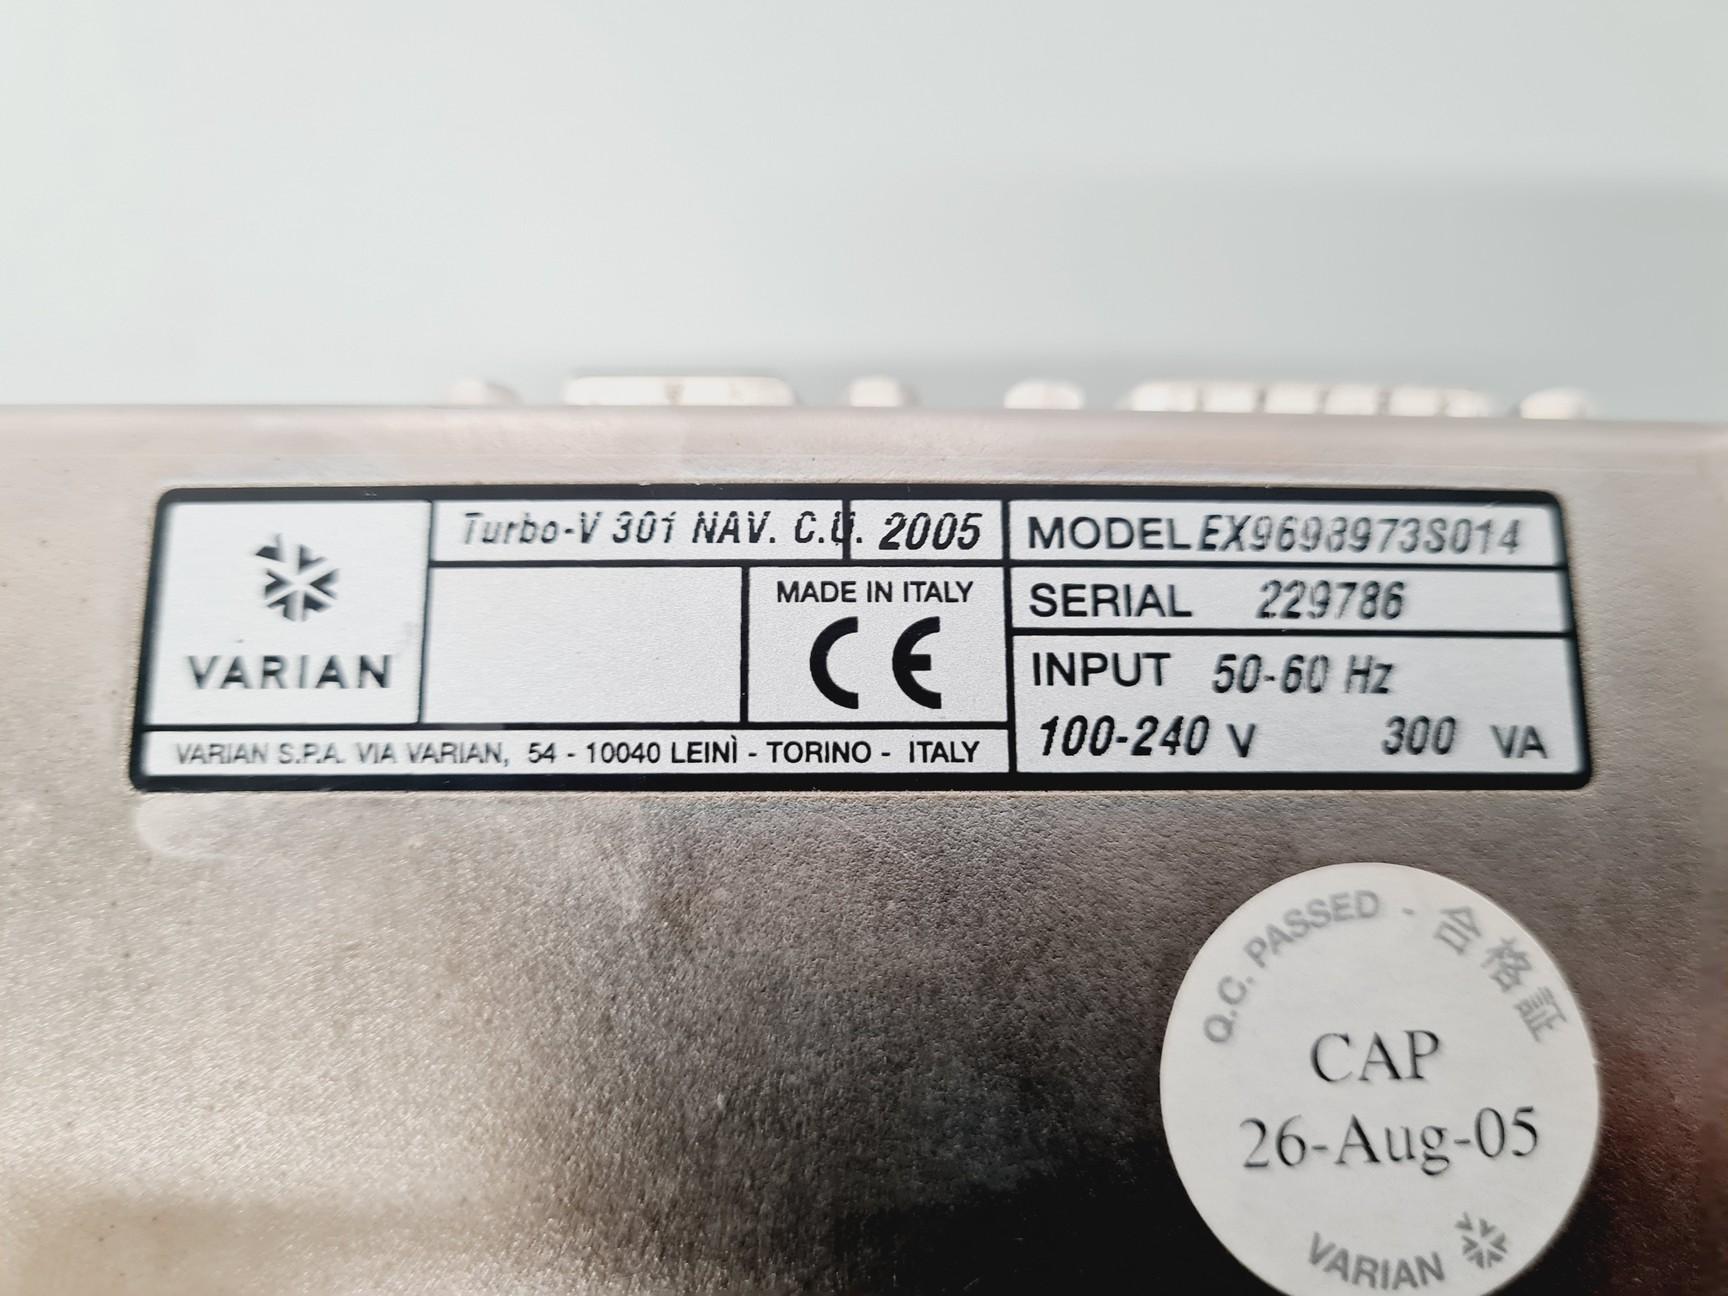 Turbo-V 301 NAV. C.U. 2005
VARIAN
MADE IN ITALY
CE
VARIAN S.P.A. VIA VARIAN, 54 - 10040 LEINÌ - TORINO - ITALY
MODEL EX9698973S014
SERIAL 229786
INPUT 50-60 Hz
100-240 V 300 VA
Q.C. PASSED - 合格証
CAP
26-Aug-05
VARIAN